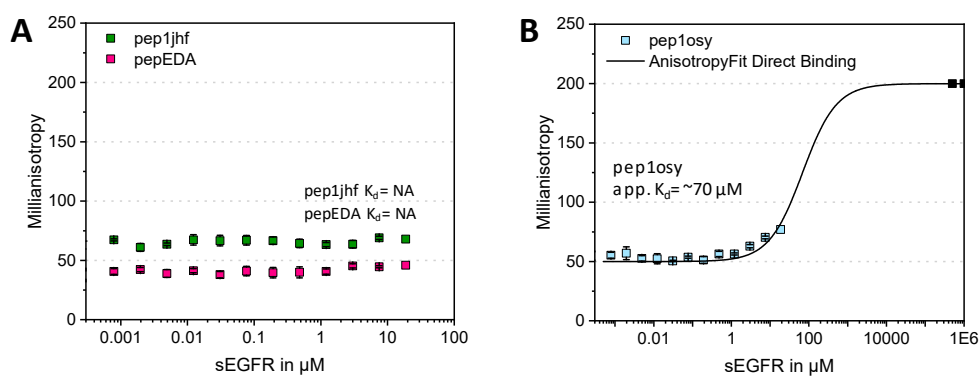 A
250
200
150
100
50
0
Millianisotropy
pep1jhf
pepEDA
pep1jhf Kd= NA
pepEDA Kd= NA
0.001 0.01 0.1 1 10 100
sEGFR in µM
B
250
200
150
100
50
0
Millianisotropy
pep1osy
AnisotropyFit Direct Binding
pep1osy
app. Kd= ~70 µM
0.01 1 100 10000 1E6
sEGFR in µM